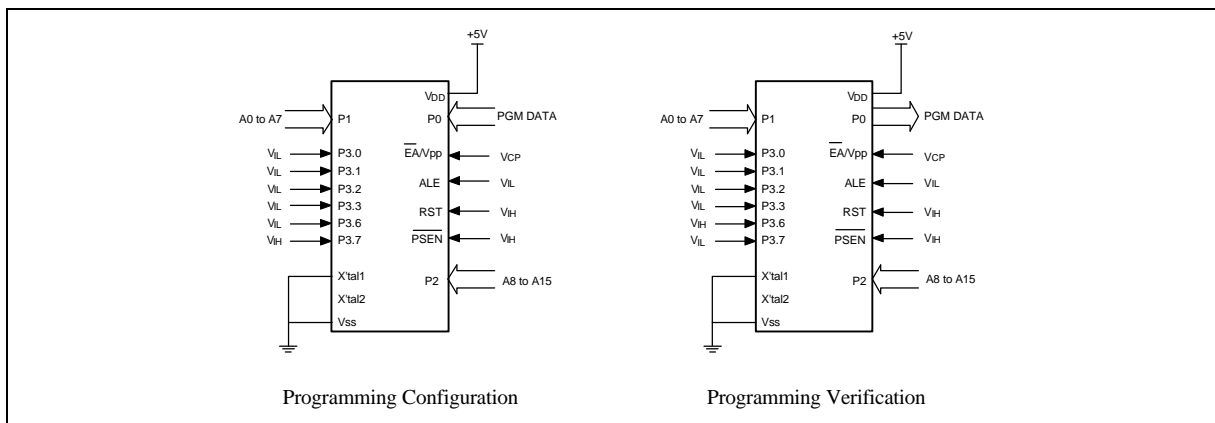 +5V
VDD
A0 to A7
P1
P0
PGM DATA
VIL
P3.0
EA/Vpp
VCP
VIL
P3.1
VIL
P3.2
ALE
VIL
VIL
P3.3
RST
VIH
VIL
P3.6
VIH
P3.7
PSEN
VIH
X'tal1
P2
A8 to A15
X'tal2
Vss
Programming Configuration
+5V
VDD
A0 to A7
P1
P0
PGM DATA
VIL
P3.0
EA/Vpp
VCP
VIL
P3.1
VIL
P3.2
ALE
VIL
VIL
P3.3
RST
VIH
VIH
P3.6
VIL
P3.7
PSEN
VIH
X'tal1
P2
A8 to A15
X'tal2
Vss
Programming Verification